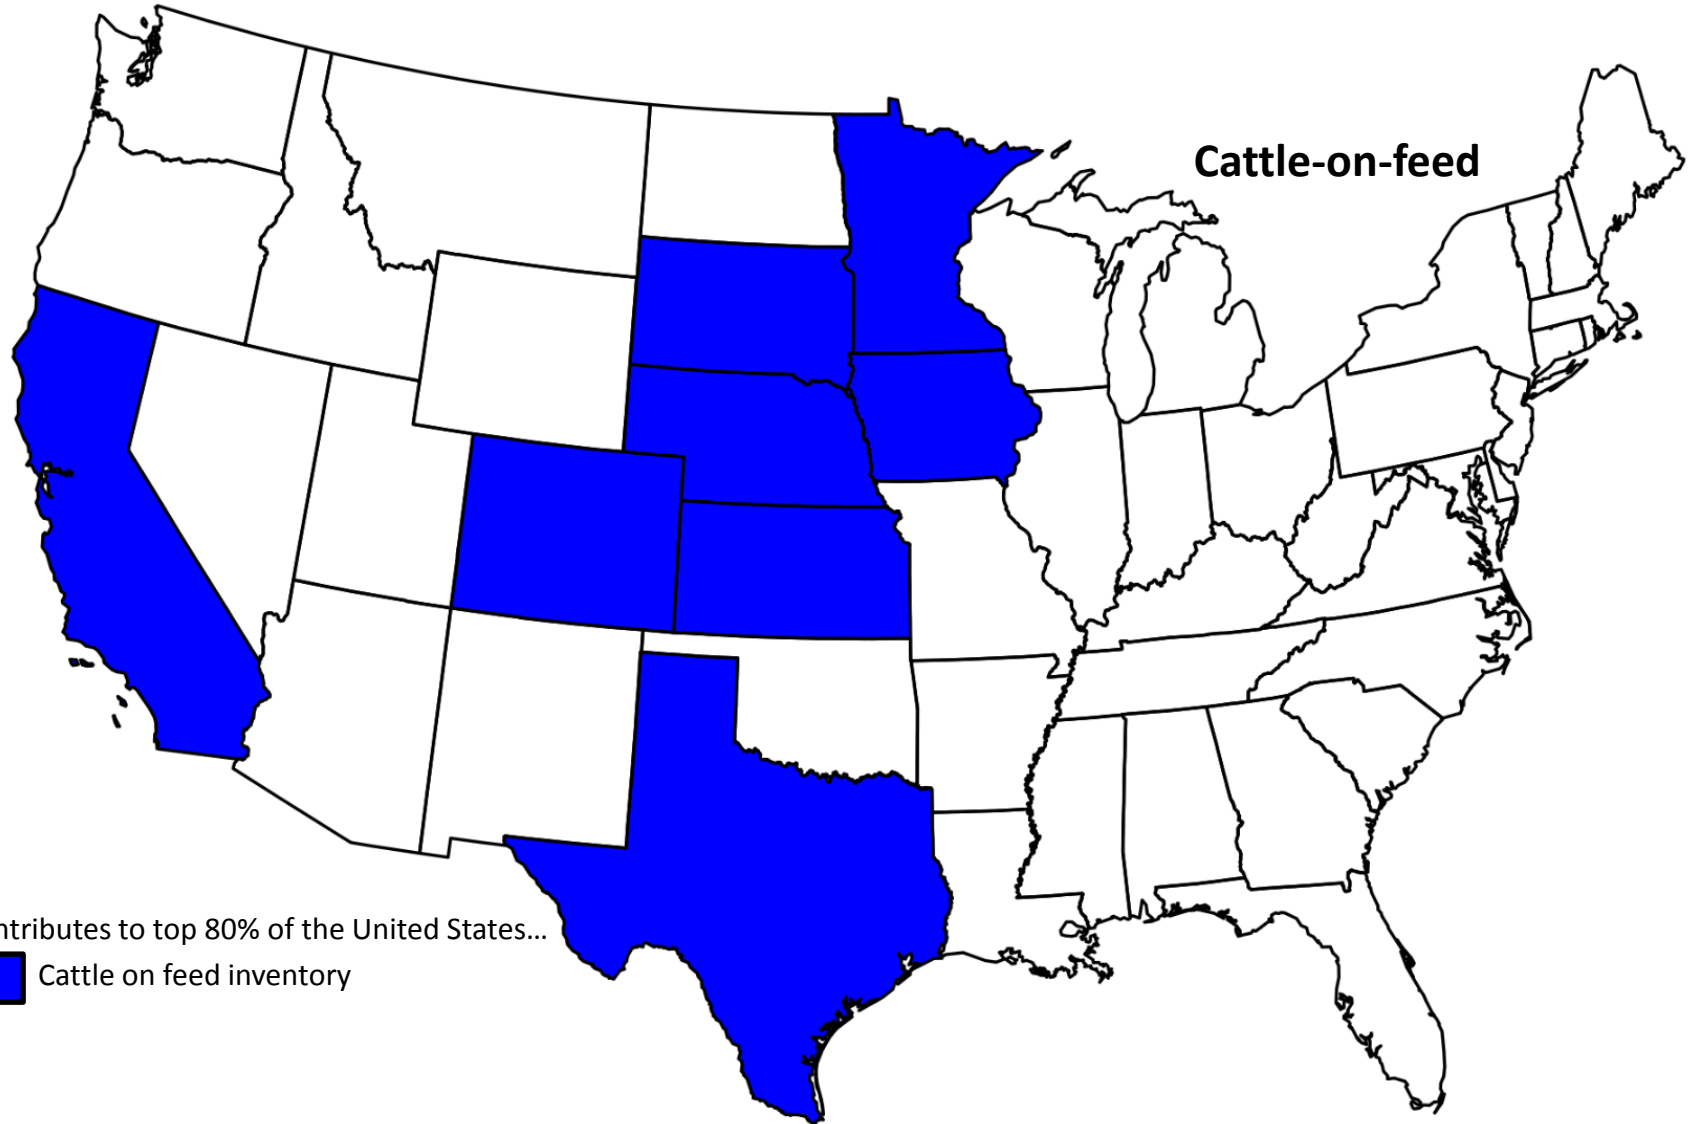 Cattle-on-feed
ntributes to top 80% of the United States...
Cattle on feed inventory